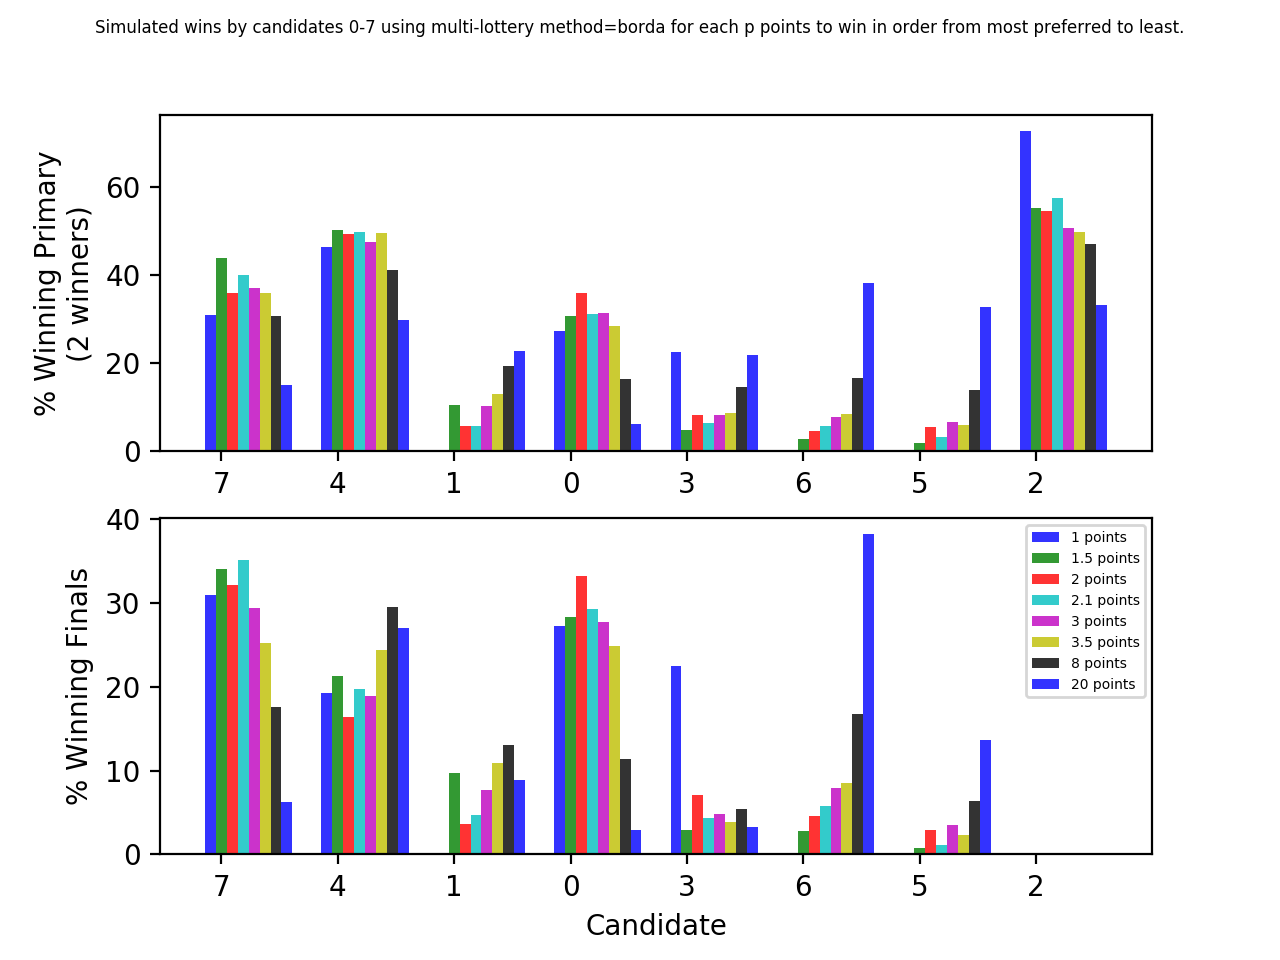 Simulated wins by candidates 0-7 using multi-lottery method=borda for each p points to win in order from most preferred to least.
% Winning Primary
(2 winners)
60
40
20
0
7 4 1 0 3 6 5 2
% Winning Finals
40
30
20
10
0
1 points
1.5 points
2 points
2.1 points
3 points
3.5 points
8 points
20 points
7 4 1 0 3 6 5 2
Candidate